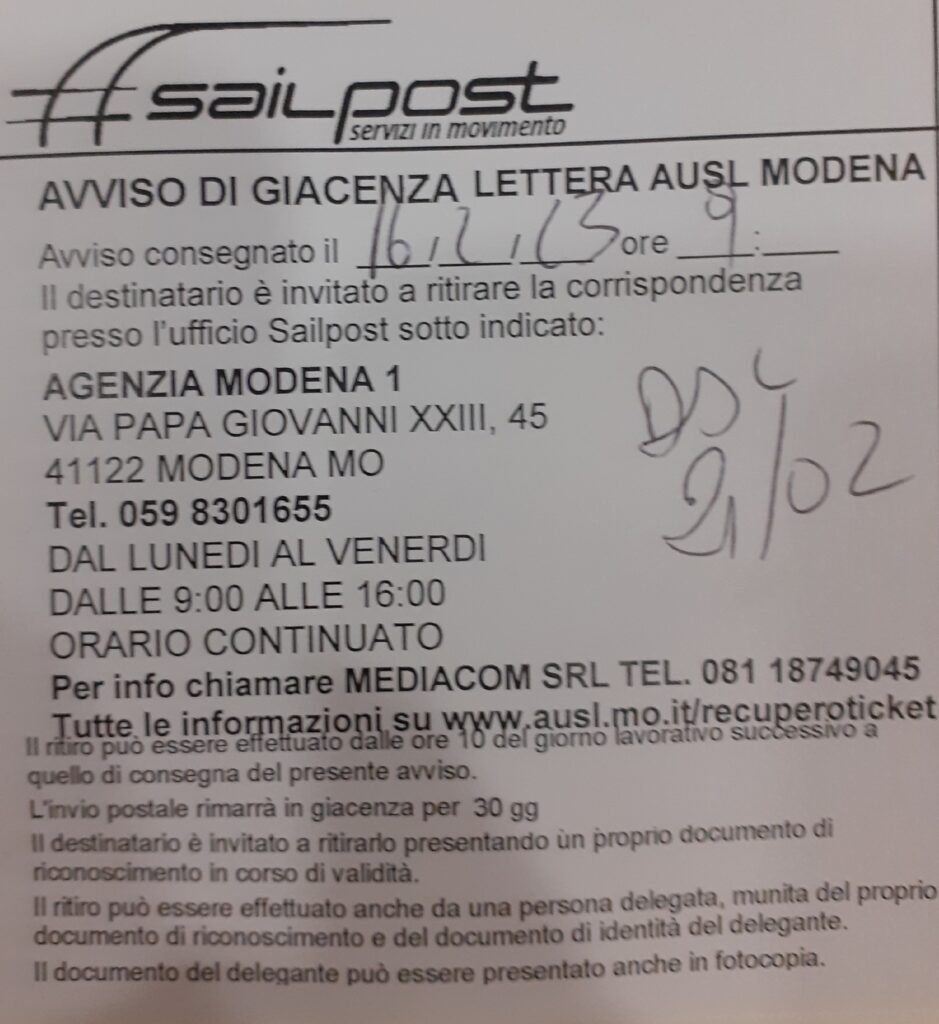 sailpost
servizi in movimento
AVVISO DI GIACENZA LETTERA AUSL MODENA
Avviso consegnato il 16, 2, 23 ore 9 :
Il destinatario è invitato a ritirare la corrispondenza
presso l'ufficio Sailpost sotto indicato:
AGENZIA MODENA 1
VIA PAPA GIOVANNI XXIII, 45
41122 MODENA MO
Tel. 059 8301655
DAL LUNEDI AL VENERDI
DALLE 9:00 ALLE 16:00
ORARIO CONTINUATO
21/02
Per info chiamare MEDIACOM SRL TEL. 081 18749045
Tutte le informazioni su www.ausl.mo.it/recuperoticket
Il ritiro può essere effettuato dalle ore 10 del giorno lavorativo successivo a
quello di consegna del presente avviso.
L'invio postale rimarrà in giacenza per 30 gg
Il destinatario è invitato a ritirarlo presentando un proprio documento di
riconoscimento in corso di validità.
Il ritiro può essere effettuato anche da una persona delegata, munita del proprio
documento di riconoscimento e del documento di identità del delegante.
Il documento del delegante può essere presentato anche in fotocopia.